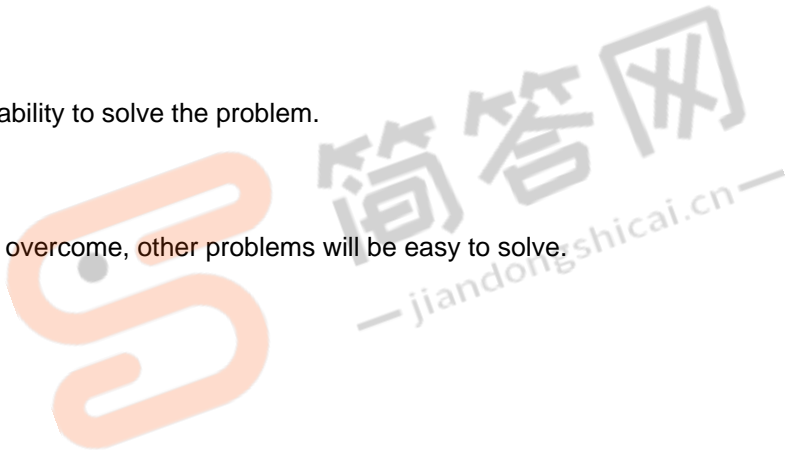 简答网
ability to solve the problem.
overcome, other problems will be easy to solve.
jiandongshicai.cn